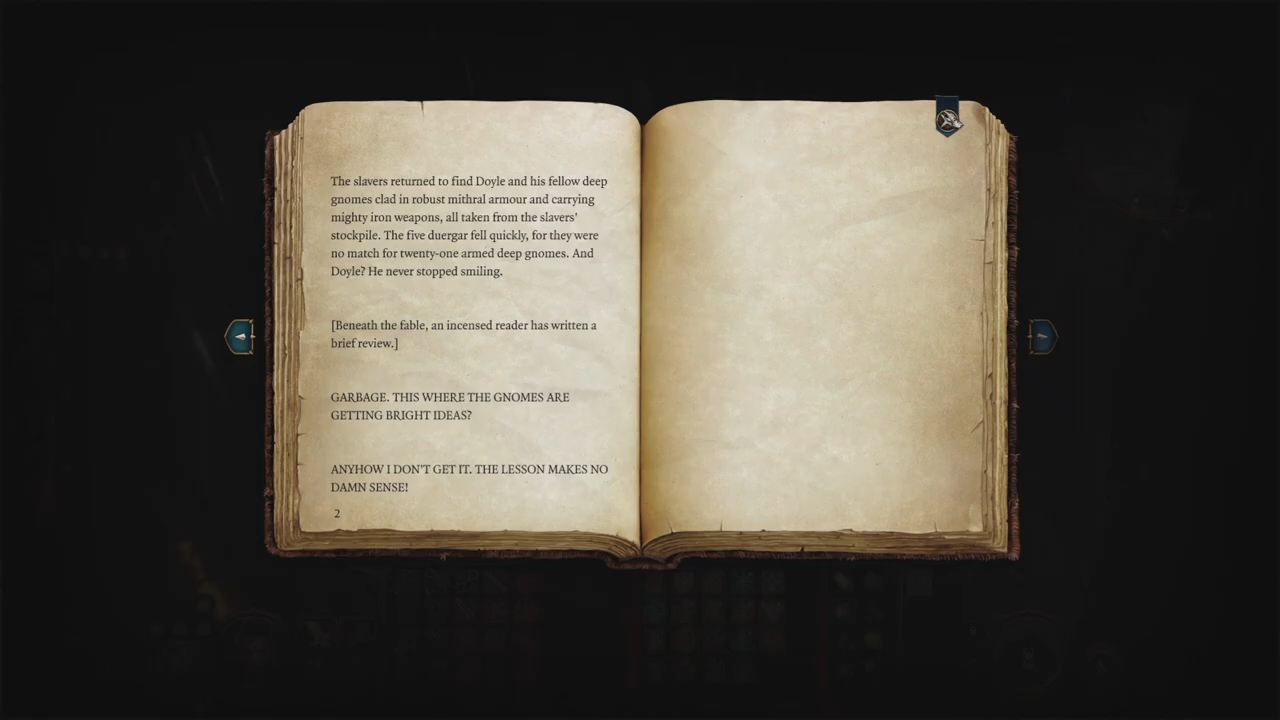 The slavers returned to find Doyle and his fellow deep
gnomes clad in robust mithral armour and carrying
mighty iron weapons, all taken from the slavers'
stockpile. The five duergar fell quickly, for they were
no match for twenty-one armed deep gnomes. And
Doyle? He never stopped smiling.
[Beneath the fable, an incensed reader has written a
brief review.]
GARBAGE. THIS WHERE THE GNOMES ARE
GETTING BRIGHT IDEAS?
ANYHOW I DON'T GET IT. THE LESSON MAKES NO
DAMN SENSE!
2